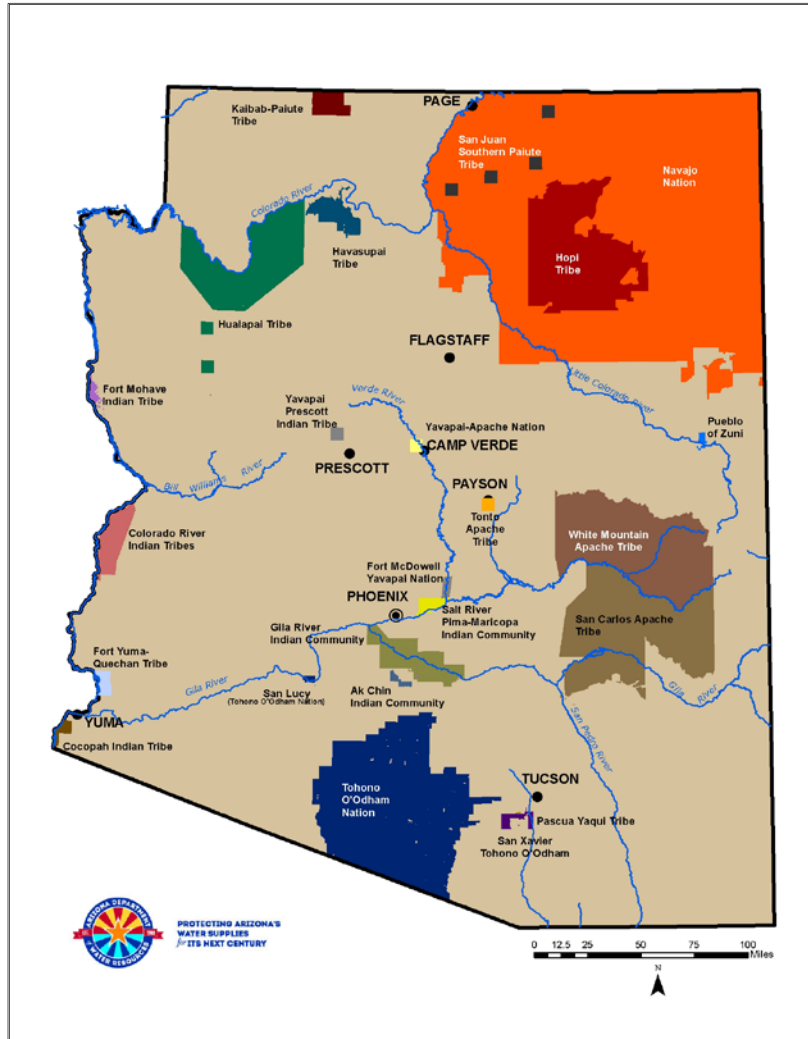 PAGE
Kaibab-Paiute
Tribe
San Juan
Southern Paiute
Tribe
Navajo
Nation
Colorado River
Havasupai
Tribe
Hopi
Tribe
Hualapai Tribe
FLAGSTAFF
Little Colorado River
Fort Mohave
Indian Tribe
Verde River
Yavapai
Prescott
Indian Tribe
Yavapai-Apache Nation
CAMP VERDE
Pueblo
of Zuni
PRESCOTT
Bill Williams River
PAYSON
Tonto
Apache
Tribe
Colorado River
Indian Tribes
White Mountain
Apache Tribe
Fort McDowell
Yavapai Nation
PHOENIX
Salt River
Pima-Maricopa
Indian Community
Gila River
Indian Community
San Carlos Apache
Tribe
Fort Yuma-
Quechan Tribe
Gila River
San Lucy
(Tohono O'Odham Nation)
Ak Chin
Indian Community
Gila River
San Pedro River
YUMA
Cocopah Indian Tribe
Tohono
O'Odham
Nation
TUCSON
Pascua Yaqui Tribe
San Xavier
Tohono O'Odham
ARIZONA DEPARTMENT
of WATER RESOURCES
PROTECTING ARIZONA'S
WATER SUPPLIES
for ITS NEXT CENTURY
0 12.5 25 50 75 100
Miles
N